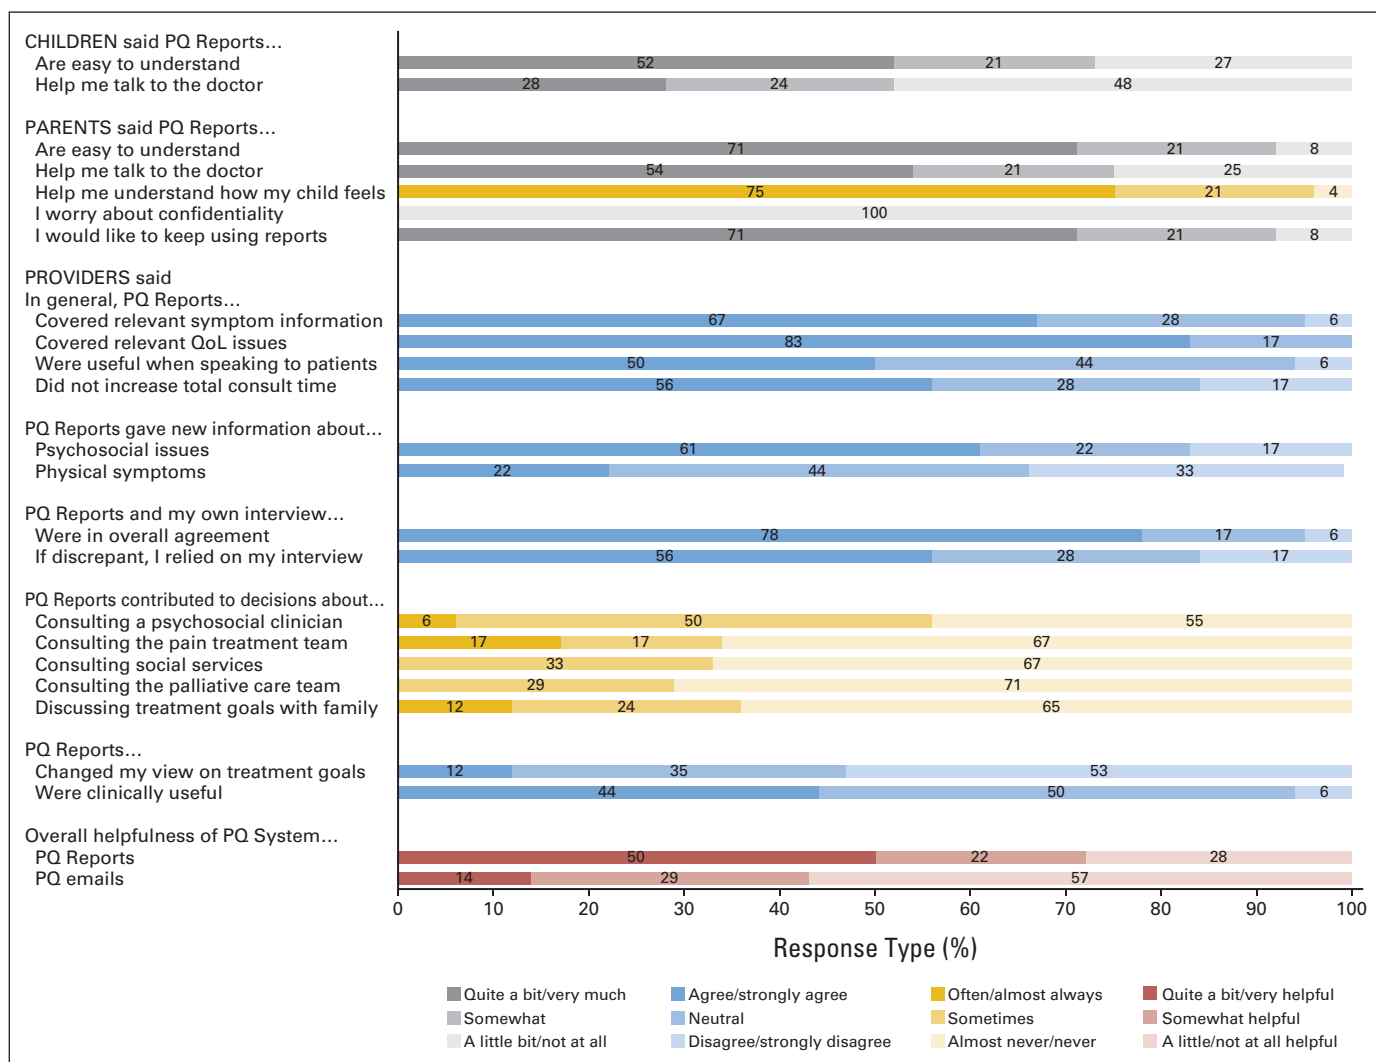 CHILDREN said PQ Reports…
Are easy to understand 52 21 27
Help me talk to the doctor 28 24 48
PARENTS said PQ Reports…
Are easy to understand 71 21 8
Help me talk to the doctor 54 21 25
Help me understand how my child feels 75 21 4
I worry about confidentiality 100
I would like to keep using reports 71 21 8
PROVIDERS said
In general, PQ Reports…
Covered relevant symptom information 67 28 6
Covered relevant QoL issues 83 17
Were useful when speaking to patients 50 44 6
Did not increase total consult time 56 28 17
PQ Reports gave new information about…
Psychosocial issues 61 22 17
Physical symptoms 22 44 33
PQ Reports and my own interview…
Were in overall agreement 78 17 6
If discrepant, I relied on my interview 56 28 17
PQ Reports contributed to decisions about…
Consulting a psychosocial clinician 6 50 55
Consulting the pain treatment team 17 17 67
Consulting social services 33 67
Consulting the palliative care team 29 71
Discussing treatment goals with family 12 24 65
PQ Reports…
Changed my view on treatment goals 12 35 53
Were clinically useful 44 50 6
Overall helpfulness of PQ System…
PQ Reports 50 22 28
PQ emails 14 29 57
0 10 20 30 40 50 60 70 80 90 100
Response Type (%)
Quite a bit/very much Agree/strongly agree Often/almost always Quite a bit/very helpful
Somewhat Neutral Sometimes Somewhat helpful
A little bit/not at all Disagree/strongly disagree Almost never/never A little/not at all helpful